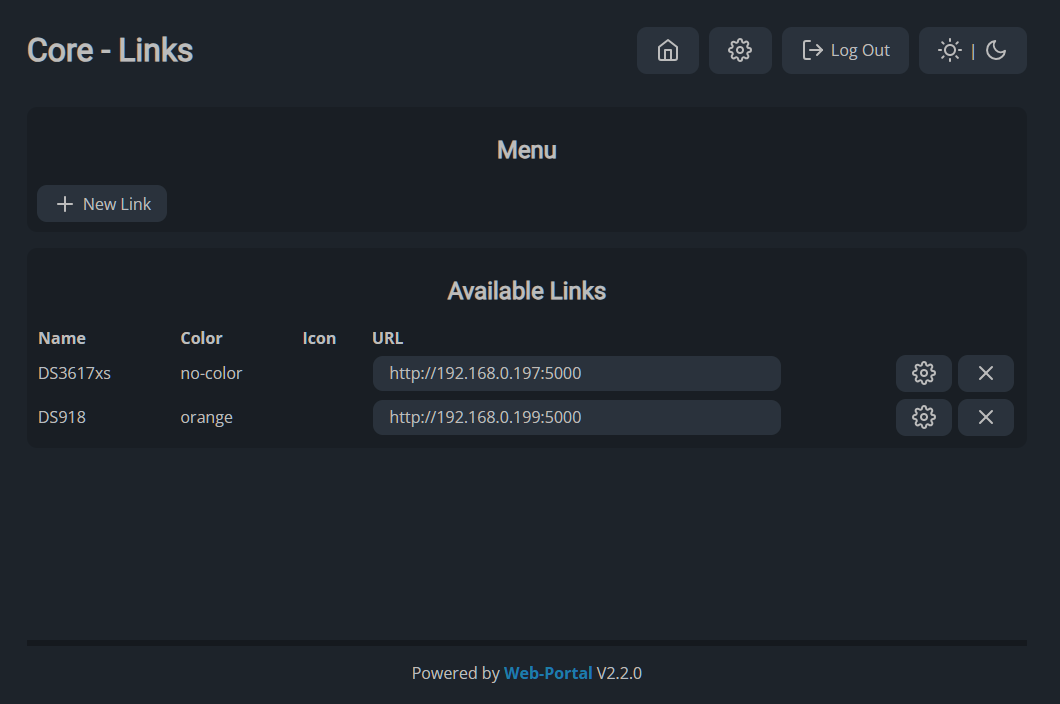 Core - Links
Log Out
|
Menu
New Link
Available Links
Name Color Icon URL
DS3617xs no-color http://192.168.0.197:5000
DS918 orange http://192.168.0.199:5000
Powered by Web-Portal V2.2.0